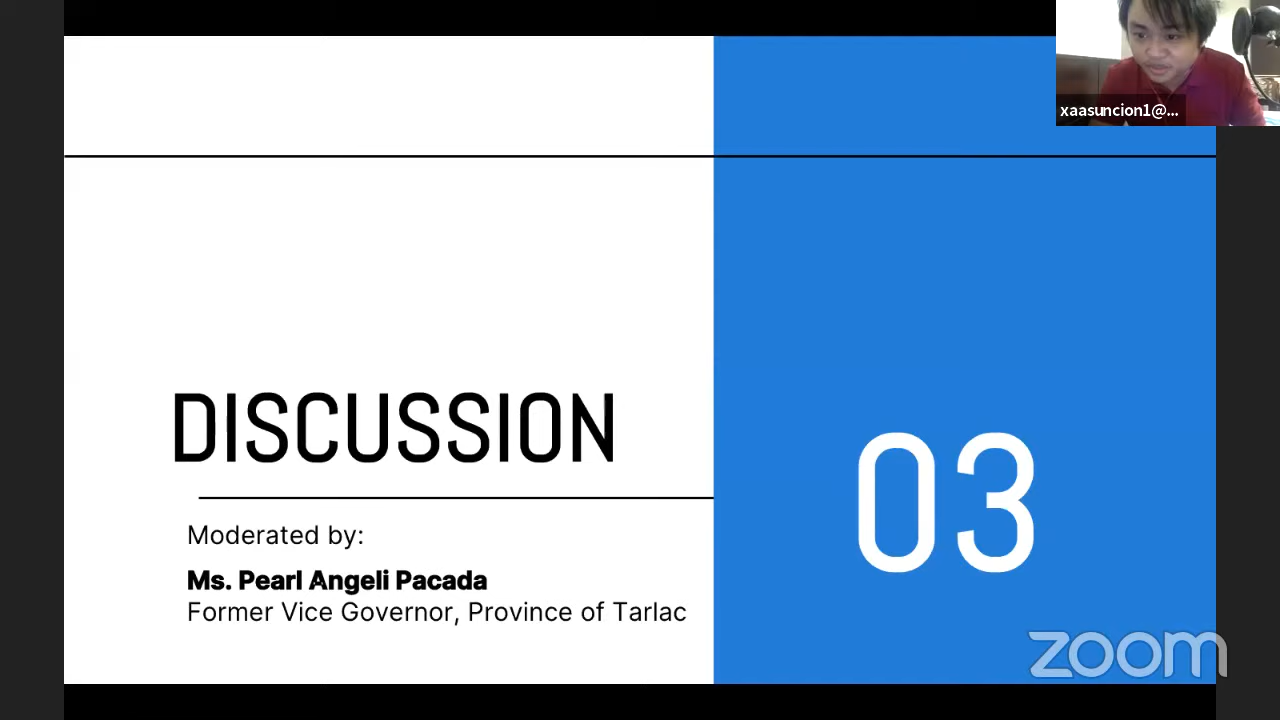 xaasuncion1@...
DISCUSSION
03
Moderated by:
Ms. Pearl Angeli Pacada
Former Vice Governor, Province of Tarlac
zoom